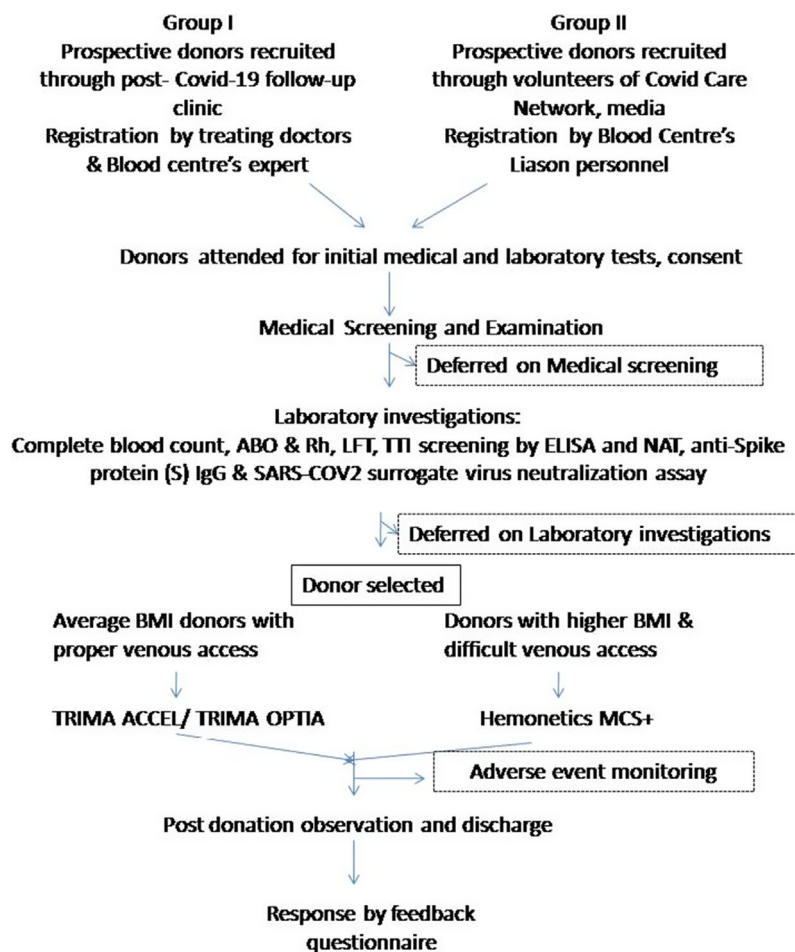 Group I
Prospective donors recruited
through post- Covid-19 follow-up
clinic
Registration by treating doctors
& Blood centre's expert
Group II
Prospective donors recruited
through volunteers of Covid Care
Network, media
Registration by Blood Centre's
Liason personnel
Donors attended for initial medical and laboratory tests, consent
Medical Screening and Examination
Deferred on Medical screening
Laboratory investigations:
Complete blood count, ABO & Rh, LFT, TTI screening by ELISA and NAT, anti-Spike
protein (S) IgG & SARS-COV2 surrogate virus neutralization assay
Deferred on Laboratory investigations
Donor selected
Average BMI donors with
proper venous access
Donors with higher BMI &
difficult venous access
TRIMA ACCEL/ TRIMA OPTIA
Hemonetics MCS+
Adverse event monitoring
Post donation observation and discharge
Response by feedback
questionnaire